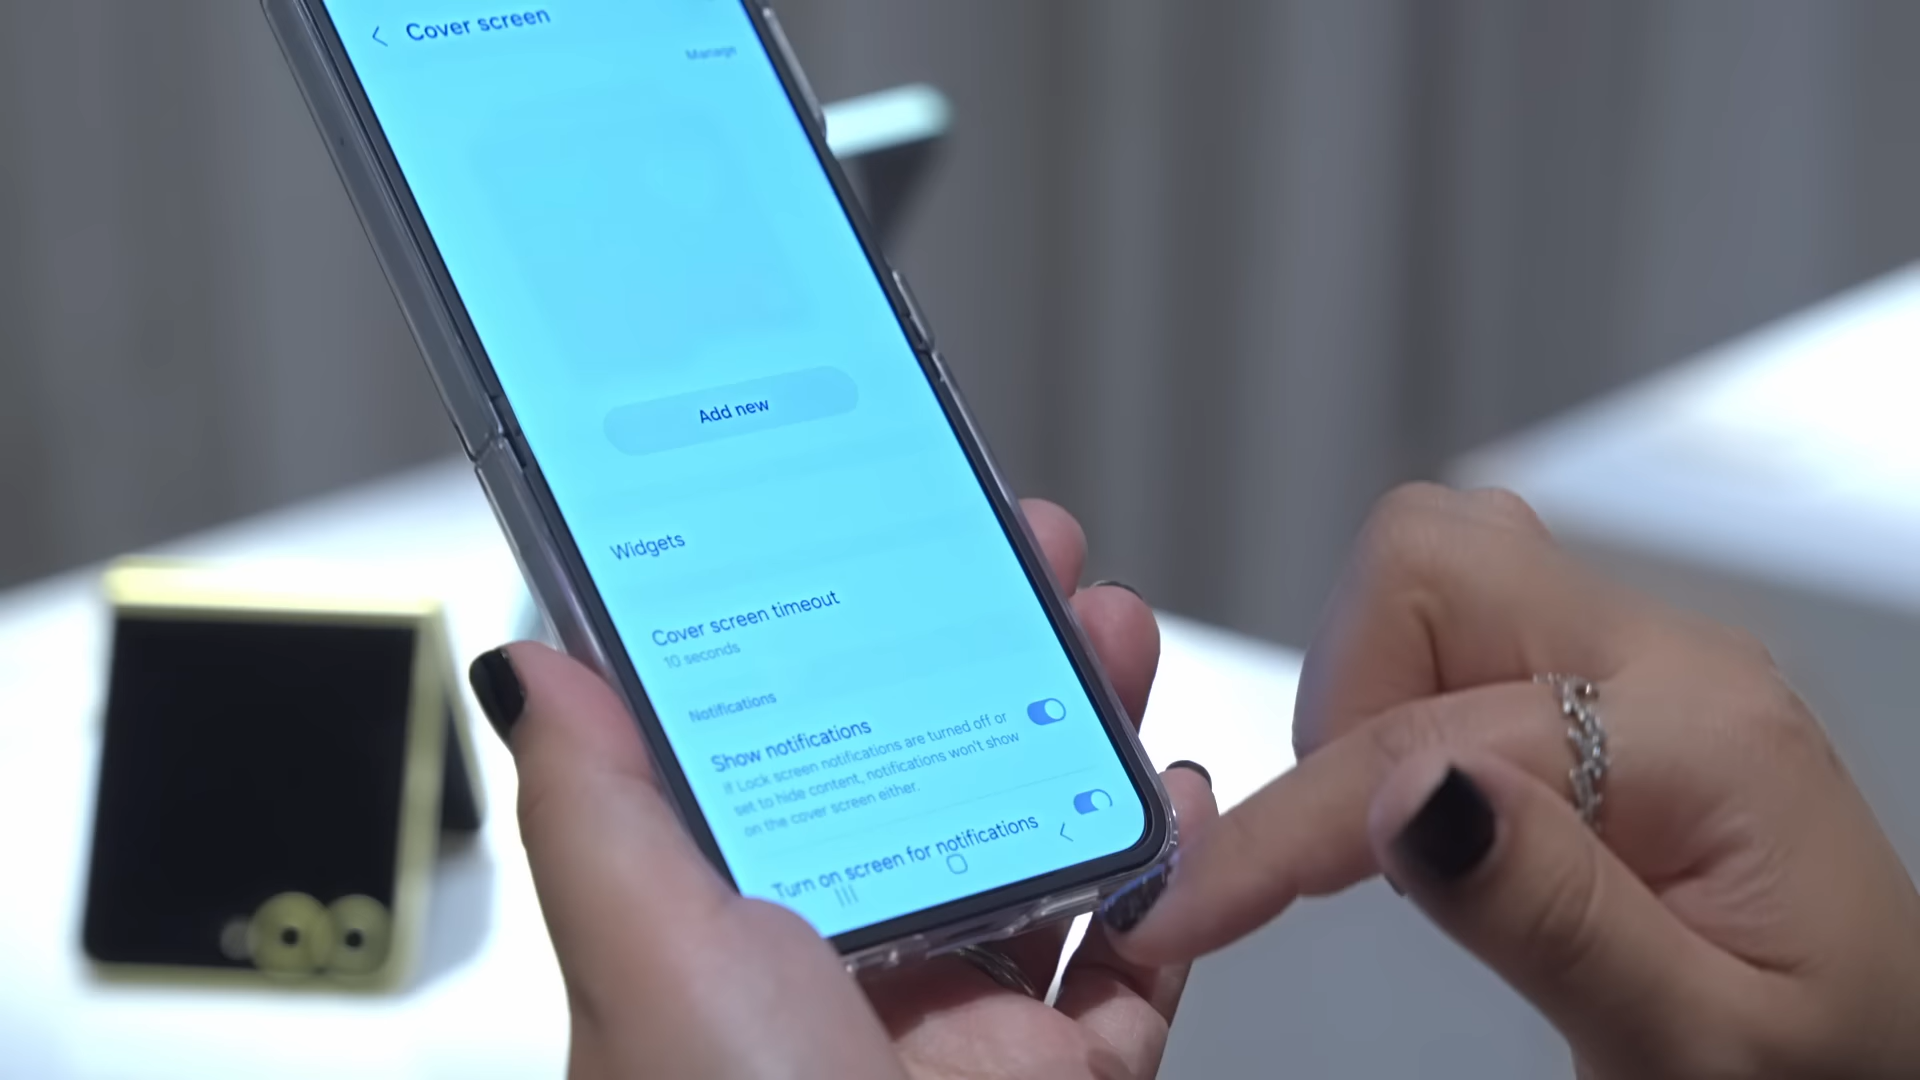 Cover screen
Manage
Add new
Widgets
Cover screen timeout
10 seconds
Notifications
Show notifications
If Lock screen notifications are turned off or
set to hide content, notifications won't show
on the cover screen either.
Turn on screen for notifications